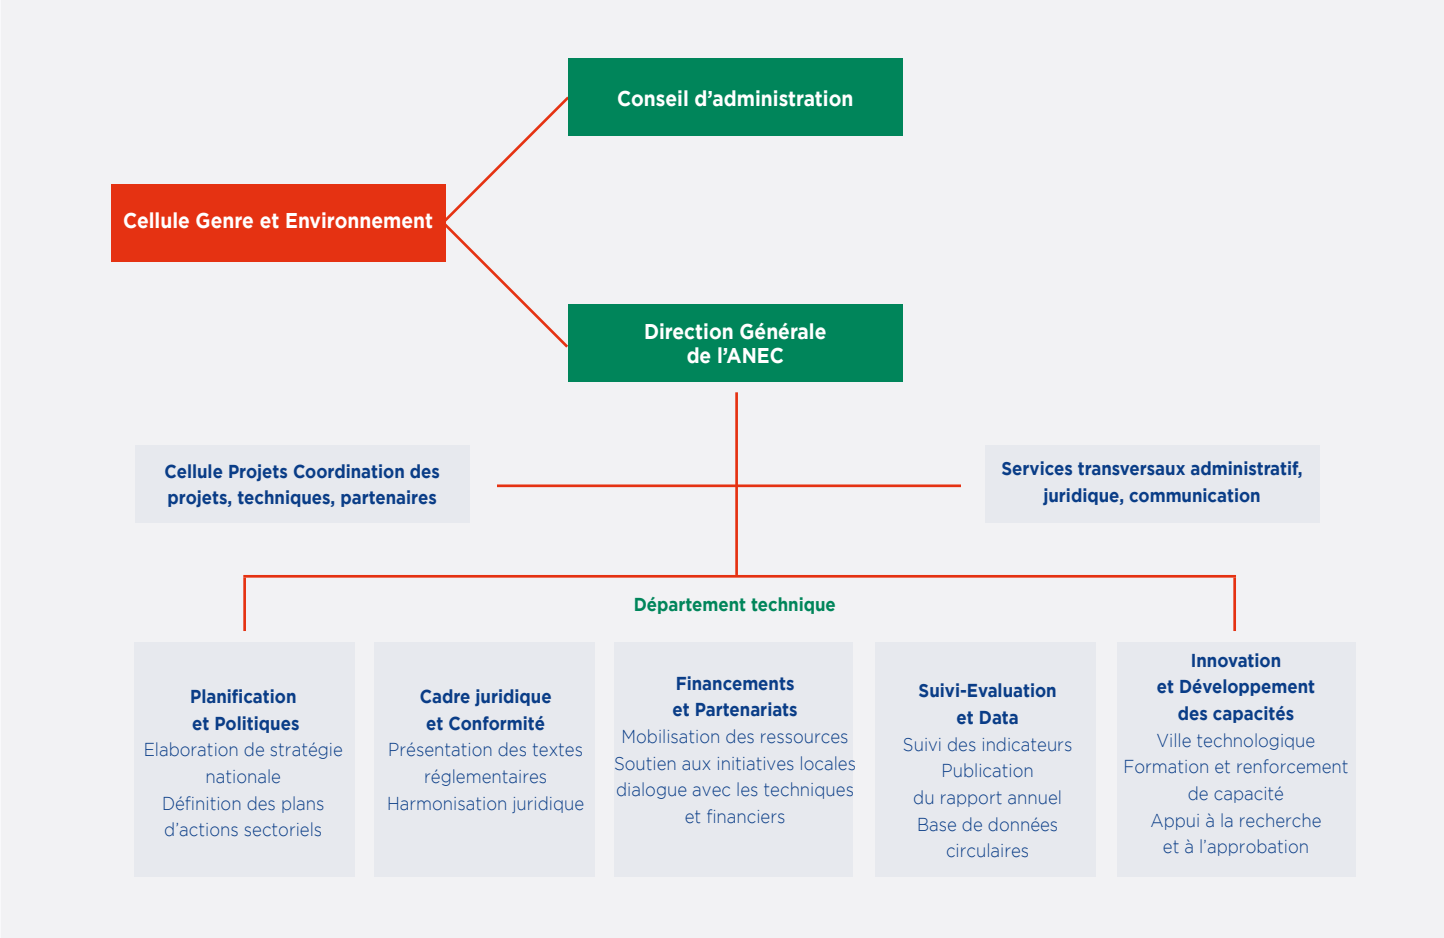 Conseil d’administration
Cellule Genre et Environnement
Direction Générale
de l’ANEC
Cellule Projets Coordination des
projets, techniques, partenaires
Services transversaux administratif,
juridique, communication
Département technique
Planification
et Politiques
Elaboration de stratégie
nationale
Définition des plans
d’actions sectoriels
Cadre juridique
et Conformité
Présentation des textes
réglementaires
Harmonisation juridique
Financements
et Partenariats
Mobilisation des ressources
Soutien aux initiatives locales
dialogue avec les techniques
et financiers
Suivi-Evaluation
et Data
Suivi des indicateurs
Publication
du rapport annuel
Base de données
circulaires
Innovation
et Développement
des capacités
Ville technologique
Formation et renforcement
de capacité
Appui à la recherche
et à l’approbation